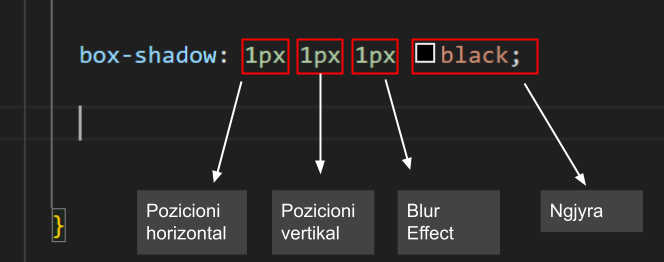 box-shadow: 1px 1px 1px black;
Pozicioni
horizontal
Pozicioni
vertikal
Blur
Effect
Ngjyra
}